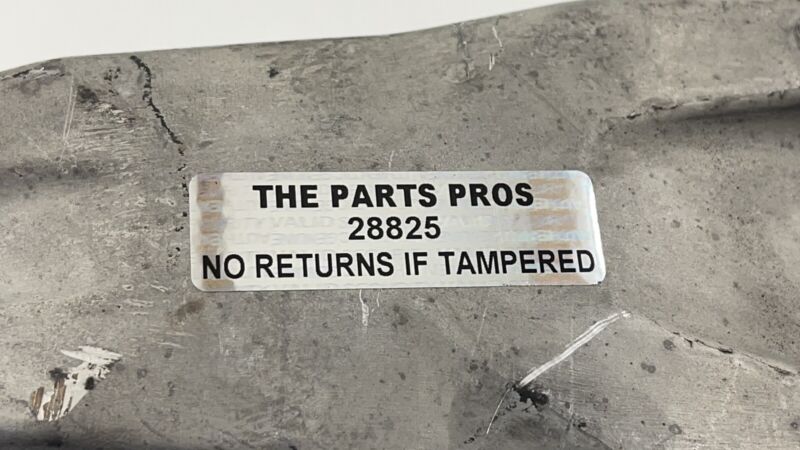 THE PARTS PROS
28825
NO RETURNS IF TAMPERED